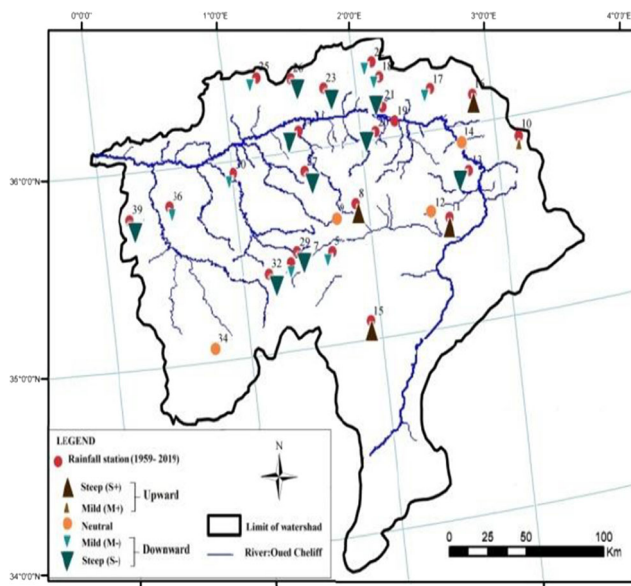 0°0'0" 1°0'0"E 2°0'0"E 3°0'0"E 4°0'0"E
25 26 23 18 17 16
21 19 10
14
36°0'0"N
36 8 12
39
29 7
32
15
35°0'0"N 34
LEGEND
Rainfall station (1959- 2019)
Steep (S+)
Upward
Mild (M+)
Neutral
Mild (M-)
Downward
Steep (S-)
N
Limit of watershad
River:Oued Cheliff
0 25 50 100
Km
34°0'0"N